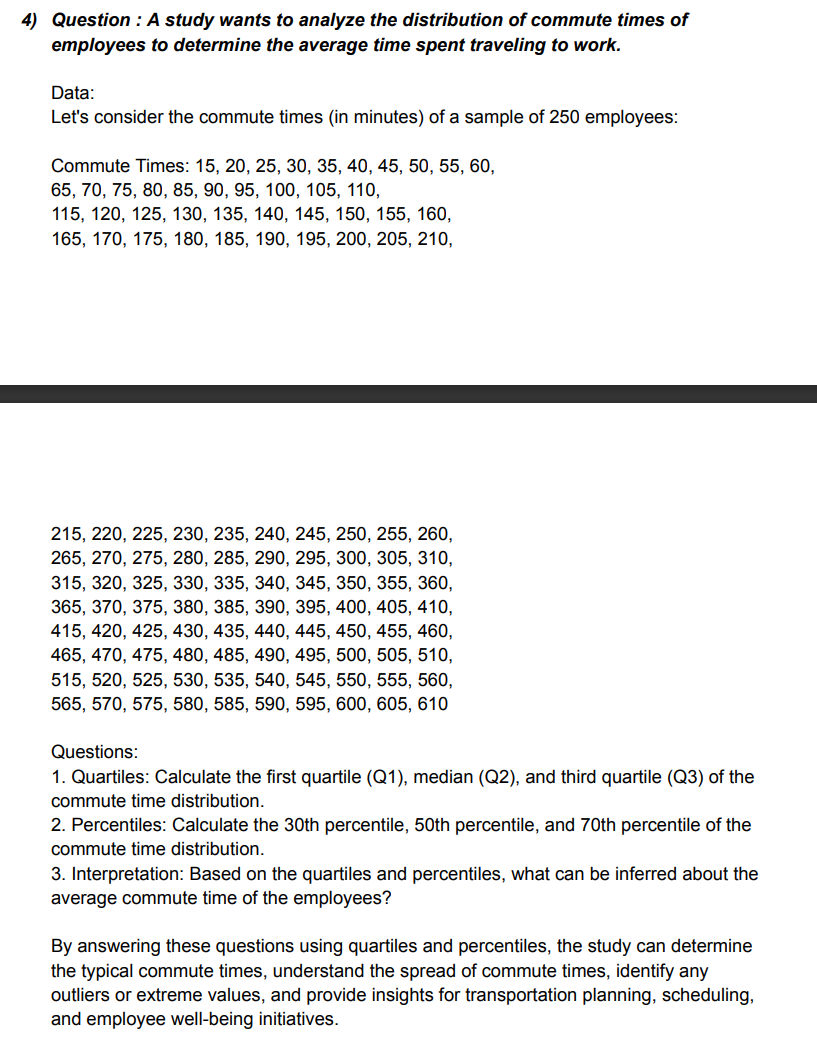 4) Question : A study wants to analyze the distribution of commute times of
employees to determine the average time spent traveling to work.
Data:
Let's consider the commute times (in minutes) of a sample of 250 employees:
Commute Times: 15, 20, 25, 30, 35, 40, 45, 50, 55, 60,
65, 70, 75, 80, 85, 90, 95, 100, 105, 110,
115, 120, 125, 130, 135, 140, 145, 150, 155, 160,
165, 170, 175, 180, 185, 190, 195, 200, 205, 210,
215, 220, 225, 230, 235, 240, 245, 250, 255, 260,
265, 270, 275, 280, 285, 290, 295, 300, 305, 310,
315, 320, 325, 330, 335, 340, 345, 350, 355, 360,
365, 370, 375, 380, 385, 390, 395, 400, 405, 410,
415, 420, 425, 430, 435, 440, 445, 450, 455, 460,
465, 470, 475, 480, 485, 490, 495, 500, 505, 510,
515, 520, 525, 530, 535, 540, 545, 550, 555, 560,
565, 570, 575, 580, 585, 590, 595, 600, 605, 610
Questions:
1. Quartiles: Calculate the first quartile (Q1), median (Q2), and third quartile (Q3) of the
commute time distribution.
2. Percentiles: Calculate the 30th percentile, 50th percentile, and 70th percentile of the
commute time distribution.
3. Interpretation: Based on the quartiles and percentiles, what can be inferred about the
average commute time of the employees?
By answering these questions using quartiles and percentiles, the study can determine
the typical commute times, understand the spread of commute times, identify any
outliers or extreme values, and provide insights for transportation planning, scheduling,
and employee well-being initiatives.